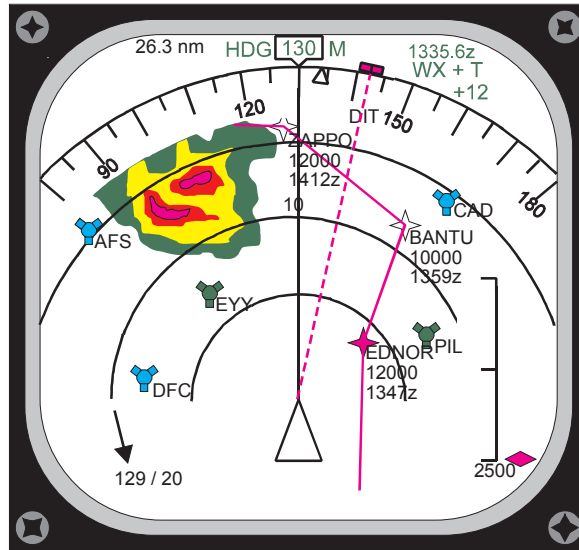 26.3 nm
HDG 130 M
1335.6z
WX + T
+12
120
DIT
150
90
ZAPPO
12000
1412z
180
10
CAD
AFS
BANTU
10000
1359z
EYY
PIL
EDNOR
12000
1347z
DFC
129 / 20
2500